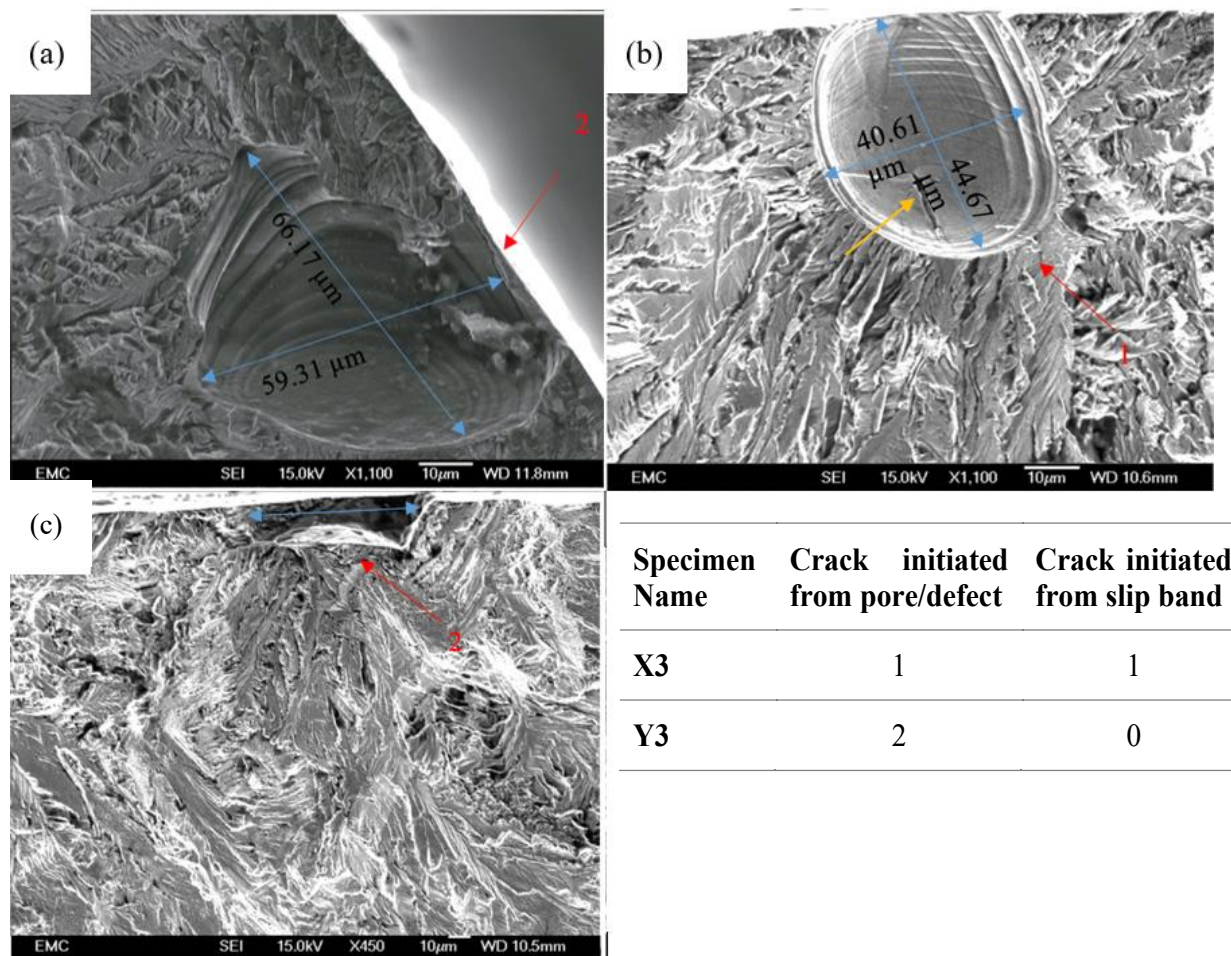 (a)
2
66.17 μm
59.31 μm
EMC SEI 15.0kV X1,100 10μm WD 11.8mm
(b)
40.61 μm
44.67 μm
1
EMC SEI 15.0kV X1,100 10μm WD 10.6mm
(c)
2
EMC SEI 15.0kV X450 10μm WD 10.5mm
Specimen Name Crack initiated from pore/defect Crack initiated from slip band
X3 1 1
Y3 2 0